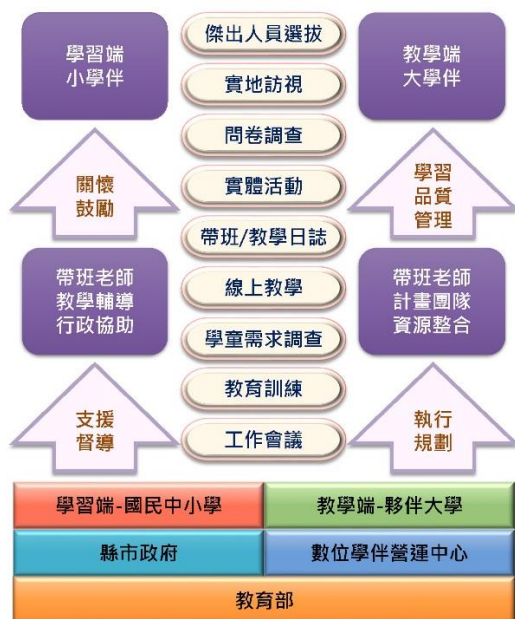 學習端
小學伴
關懷
鼓勵
帶班老師
教學輔導
行政協助
支援
督導
傑出人員選拔
實地訪視
問卷調查
實體活動
帶班/教學日誌
線上教學
學童需求調查
教育訓練
工作會議
教學端
大學伴
學習
品質
管理
帶班老師
計畫團隊
資源整合
執行
規劃
學習端-國民中小學
教學端-夥伴大學
縣市政府
數位學伴營運中心
教育部